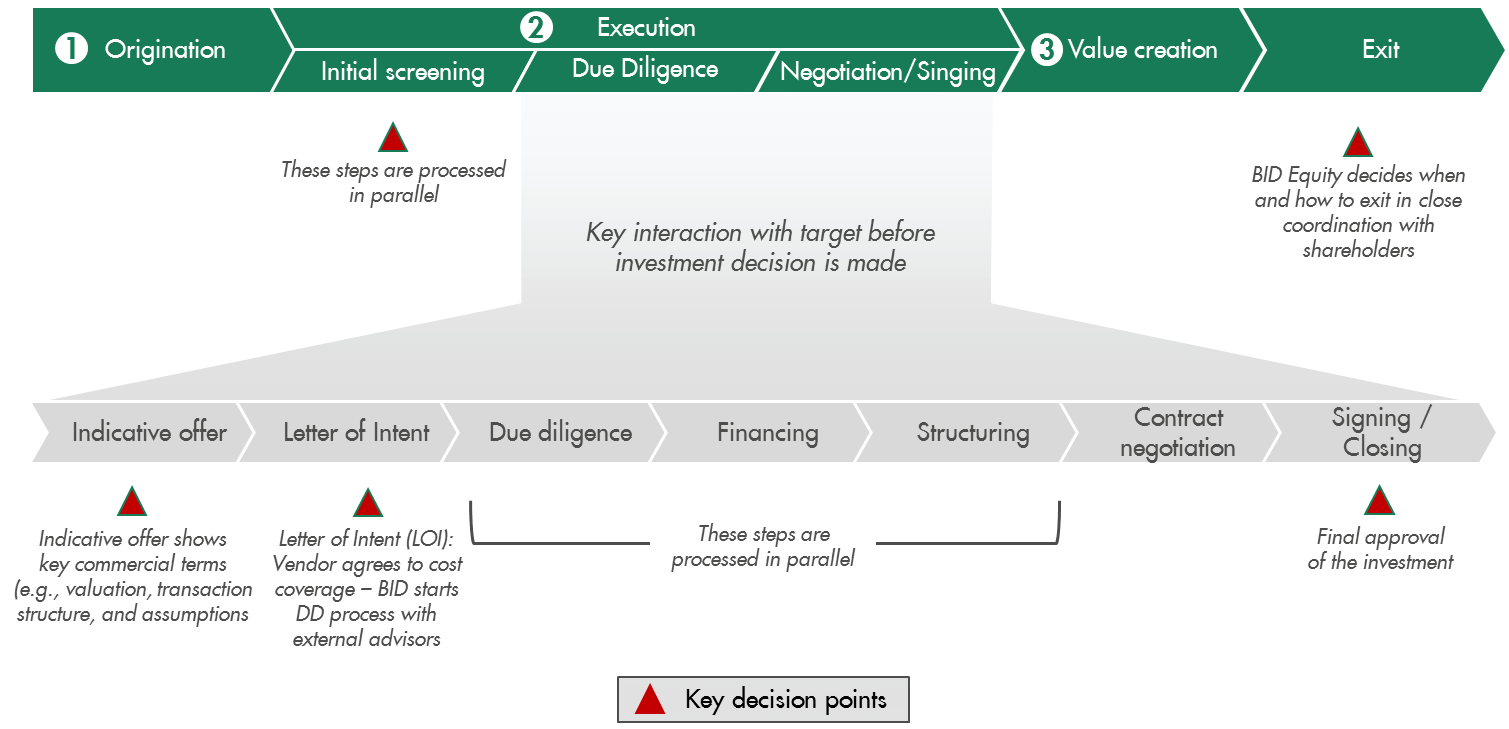 1 Origination
2 Execution
Initial screening
Due Diligence
Negotiation/Singing
3 Value creation
Exit
These steps are processed
in parallel
Key interaction with target before
investment decision is made
BID Equity decides when
and how to exit in close
coordination with
shareholders
Indicative offer
Letter of Intent
Due diligence
Financing
Structuring
Contract
negotiation
Signing /
Closing
Indicative offer shows
key commercial terms
(e.g., valuation, transaction
structure, and assumptions
Letter of Intent (LOI):
Vendor agrees to cost
coverage – BID starts
DD process with
external advisors
These steps are
processed in parallel
Final approval
of the investment
Key decision points